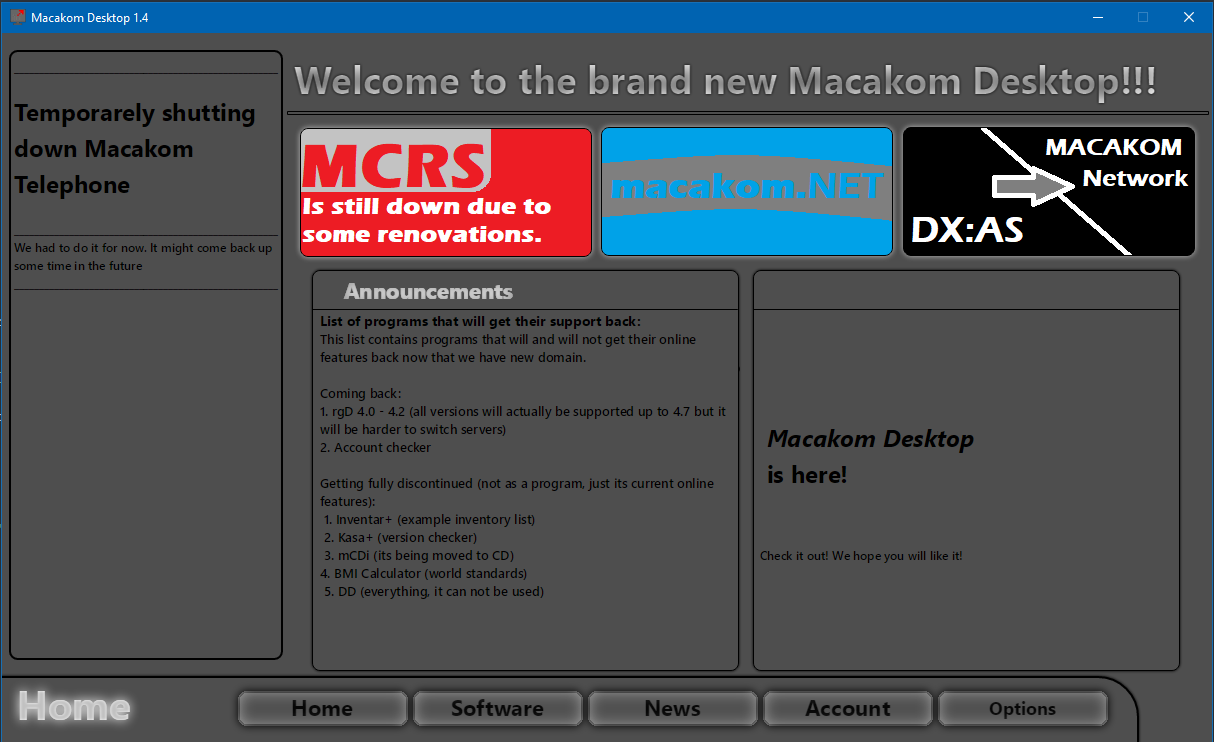 Macakom Desktop 1.4
Welcome to the brand new Macakom Desktop!!!
Temporarely shutting
down Macakom
Telephone
We had to do it for now. It might come back up
some time in the future
MCRS
Is still down due to
some renovations.
macakom.NET
MACAKOM
Network
DX:AS
Announcements
List of programs that will get their support back:
This list contains programs that will and will not get their online
features back now that we have new domain.
Coming back:
1. rgD 4.0 - 4.2 (all versions will actually be supported up to 4.7 but it
will be harder to switch servers)
2. Account checker
Getting fully discontinued (not as a program, just its current online
features):
1. Inventar+ (example inventory list)
2. Kasa+ (version checker)
3. mCDi (its being moved to CD)
4. BMI Calculator (world standards)
5. DD (everything, it can not be used)
Macakom Desktop
is here!
Check it out! We hope you will like it!
Home
Home
Software
News
Account
Options